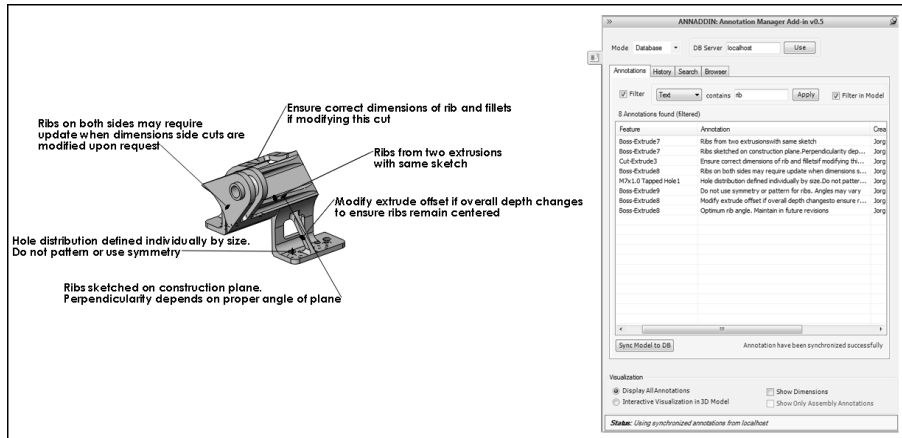 Ensure correct dimensions of rib and fillets
if modifying this cut
Ribs on both sides may require
update when dimensions side cuts are
modified upon request
Ribs from two extrusions
with same sketch
Modify extrude offset if overall depth changes
to ensure ribs remain centered
Hole distribution defined individually by size.
Do not pattern or use symmetry
Ribs sketched on construction plane.
Perpendicularity depends on proper angle of plane
ANNADDIN: Annotation Manager Add-in v0.5
Mode Database DB Server localhost Use
Annotations History Search Browser
Filter Text contains rib Apply Filter in Model
8 Annotations found (filtered)
Feature Annotation Crea
Boss-Extrude7 Ribs from two extrusionswith same sketch Jorg
Boss-Extrude7 Ribs sketched on construction plane.Perpendicularity dep... Jorg
Cut-Extrude3 Ensure correct dimensions of rib and filletsif modifying thi... Jorg
Boss-Extrude8 Ribs on both sides may require update when dimensions s... Jorg
M7x1.0 Tapped Hole1 Hole distribution defined individually by size.Do not patter... Jorg
Boss-Extrude9 Do not use symmetry or pattern for ribs. Angles may vary Jorg
Boss-Extrude8 Modify extrude offset if overall depth changesto ensure r... Jorg
Boss-Extrude8 Optimum rib angle. Maintain in future revisions Jorg
Sync Model to DB Annotation have been synchronized successfully
Visualization
Display All Annotations Show Dimensions
Interactive Visualization in 3D Model Show Only Assembly Annotations
Status: Using synchronized annotations from localhost